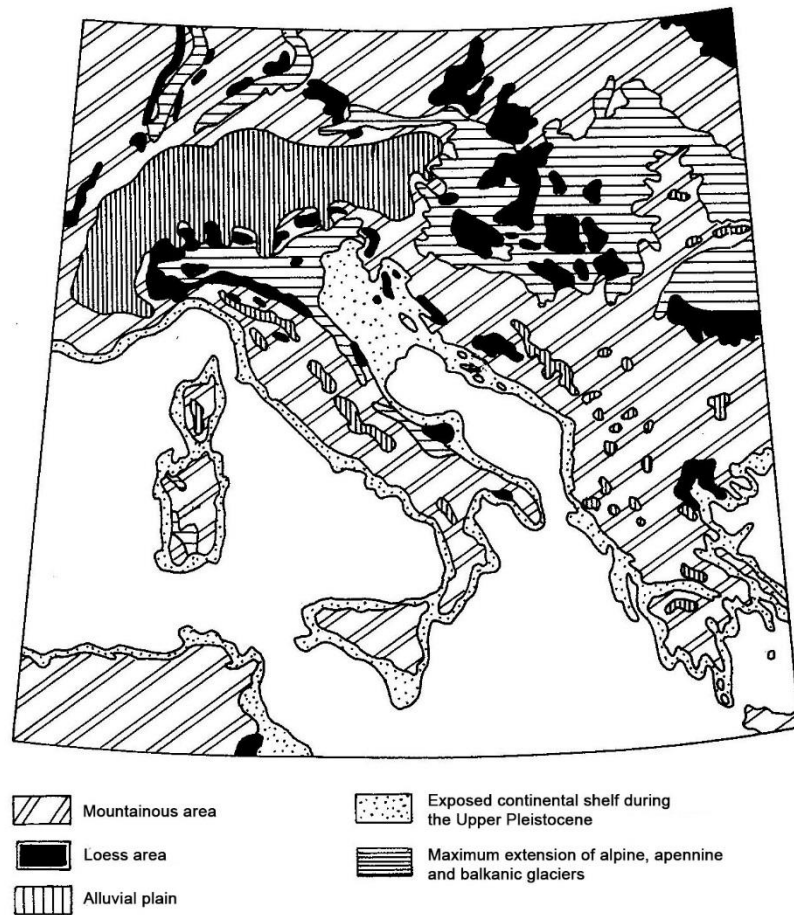 Mountainous area
Loess area
Alluvial plain
Exposed continental shelf during
the Upper Pleistocene
Maximum extension of alpine, apennine
and balkanic glaciers